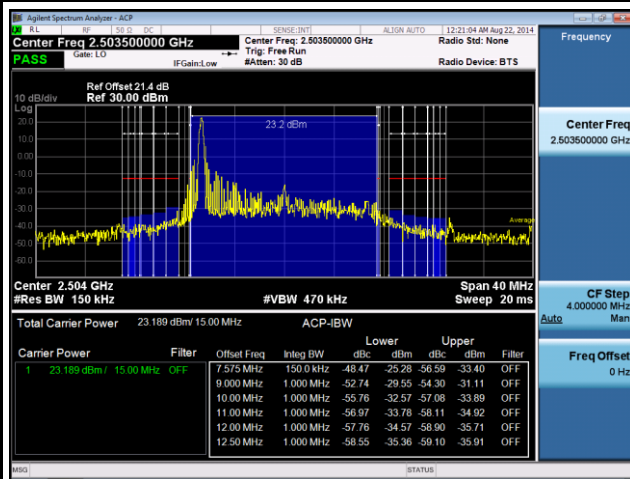 Agilent Spectrum Analyzer - ACP
RL RF 50 Ω DC SENSE:INT ALIGN AUTO 12:21:04 AM Aug 22, 2014
Center Freq 2.503500000 GHz Center Freq: 2.503500000 GHz Radio Std: None
PASS Gate: LO Trig: Free Run
IFGain:Low #Atten: 30 dB Radio Device: BTS
Ref Offset 21.4 dB
10 dB/div Ref 30.00 dBm
Log
20.0
10.0
0.00
-10.0
-20.0
-30.0
-40.0
-50.0
-60.0
23.2 dBm
Average
Center 2.504 GHz Span 40 MHz
#Res BW 150 kHz #VBW 470 kHz Sweep 20 ms
Total Carrier Power 23.189 dBm/ 15.00 MHz ACP-IBW
Lower Upper
Carrier Power Filter Offset Freq Integ BW dBc dBm dBc dBm Filter
1 23.189 dBm / 15.00 MHz OFF 7.575 MHz 150.0 kHz -48.47 -25.28 -56.59 -33.40 OFF
9.000 MHz 1.000 MHz -52.74 -29.55 -54.30 -31.11 OFF
10.00 MHz 1.000 MHz -55.76 -32.57 -57.08 -33.89 OFF
11.00 MHz 1.000 MHz -56.97 -33.78 -58.11 -34.92 OFF
12.00 MHz 1.000 MHz -57.76 -34.57 -58.90 -35.71 OFF
12.50 MHz 1.000 MHz -58.55 -35.36 -59.10 -35.91 OFF
MSG STATUS
Frequency
Center Freq
2.503500000 GHz
CF Step
4.000000 MHz
Auto Man
Freq Offset
0 Hz